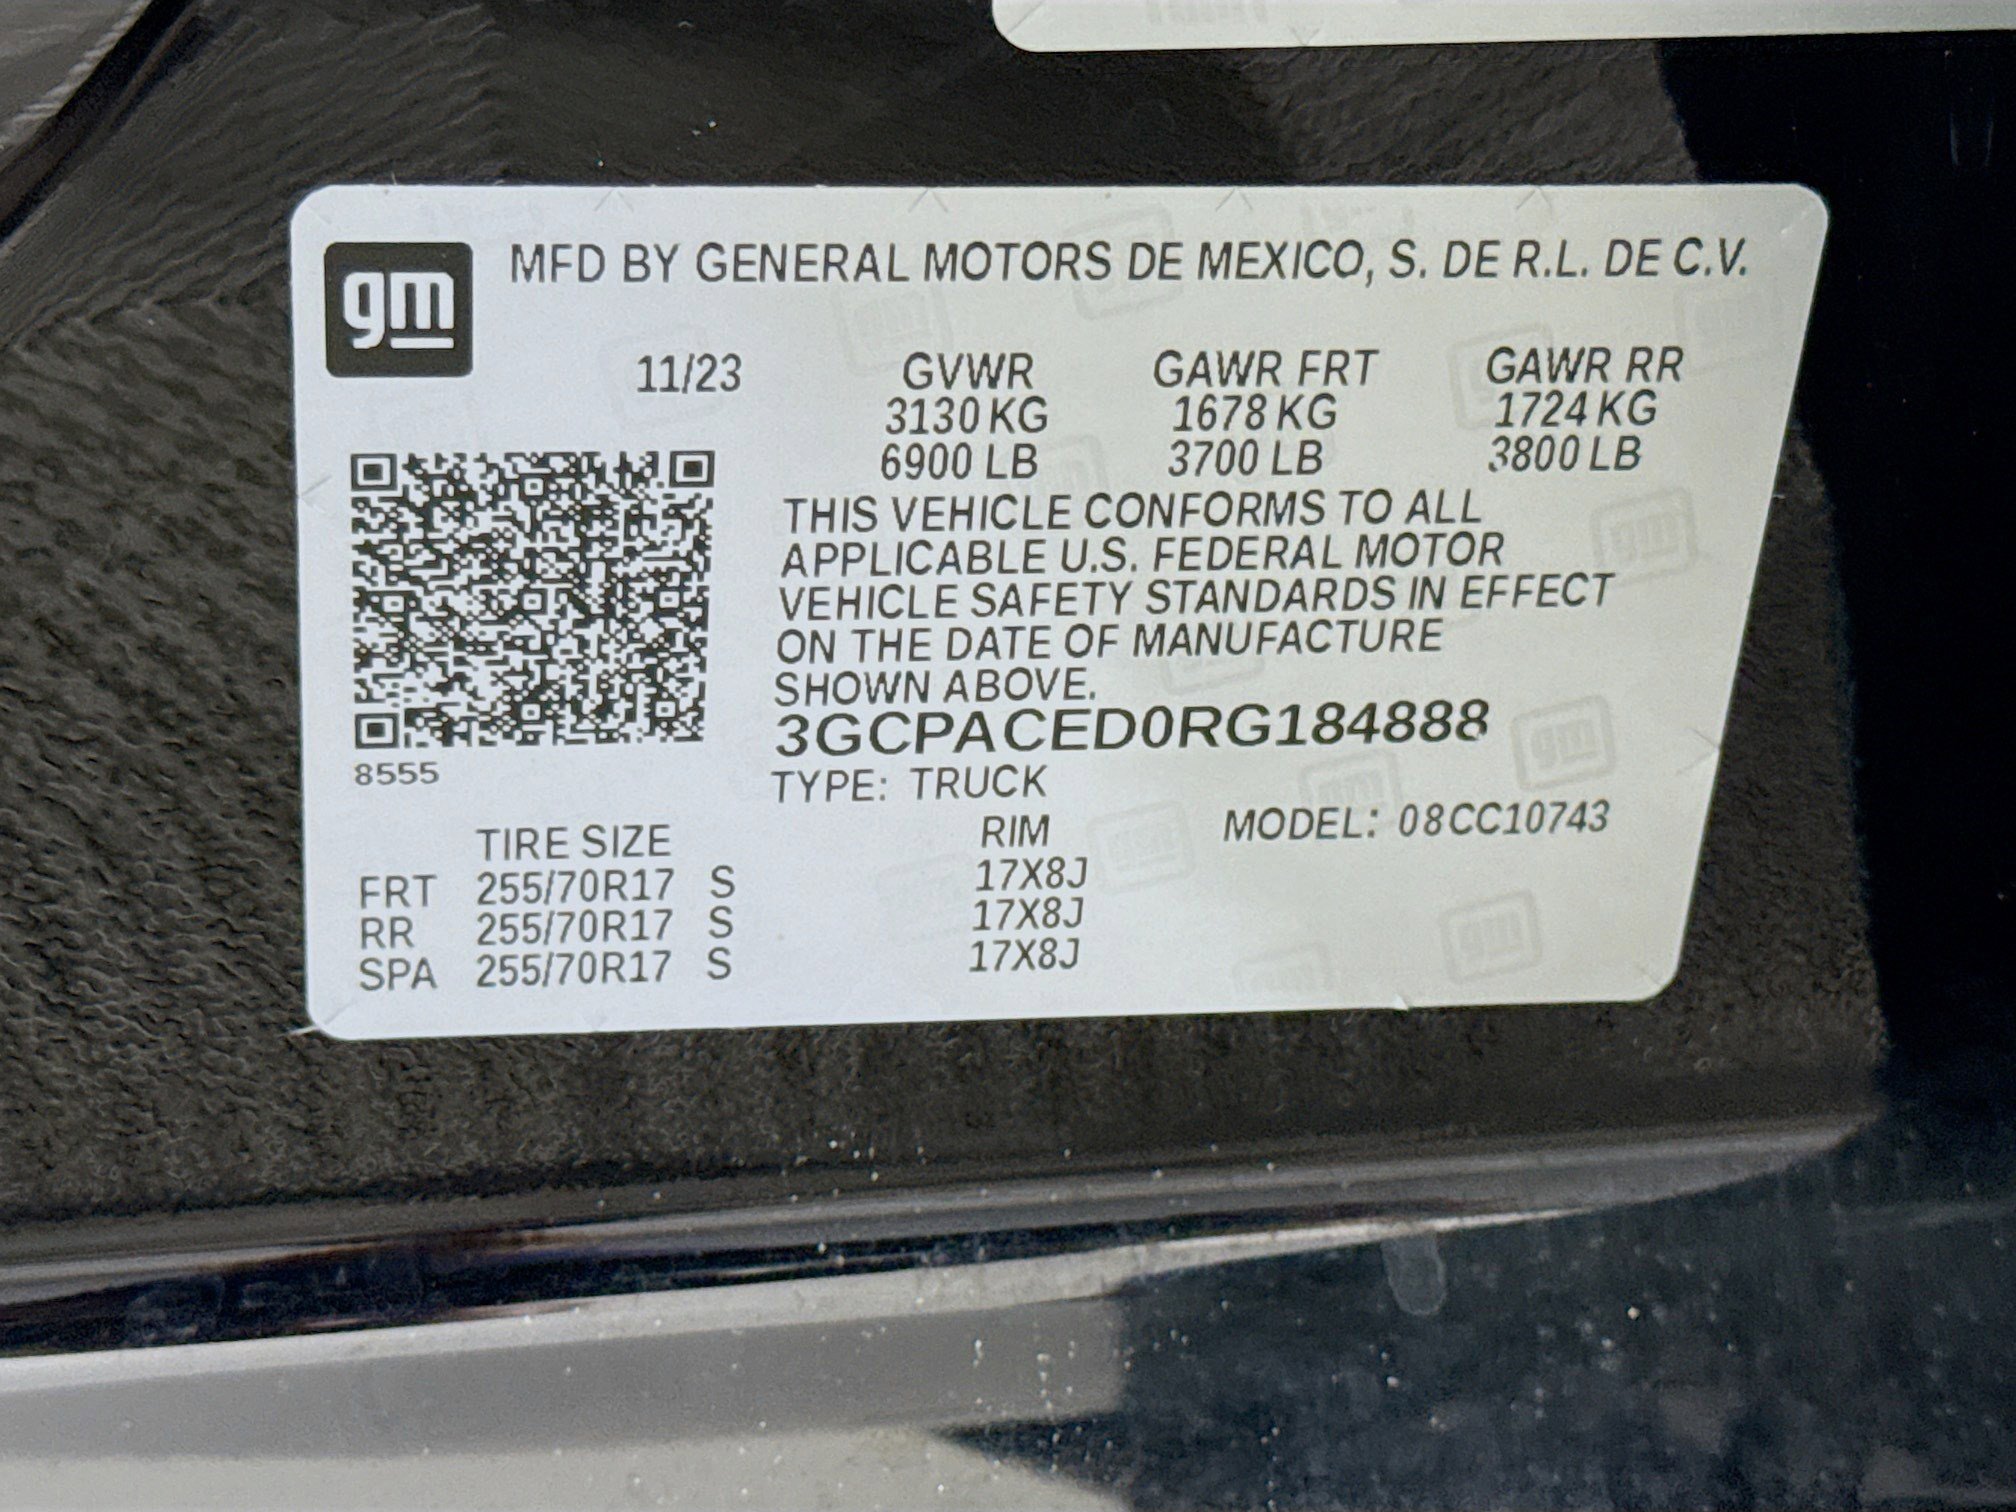 gm
MFD BY GENERAL MOTORS DE MEXICO, S. DE R.L. DE C.V.
11/23 GVWR GAWR FRT GAWR RR
3130 KG 1678 KG 1724 KG
6900 LB 3700 LB 3800 LB
THIS VEHICLE CONFORMS TO ALL
APPLICABLE U.S. FEDERAL MOTOR
VEHICLE SAFETY STANDARDS IN EFFECT
ON THE DATE OF MANUFACTURE
SHOWN ABOVE.
3GCPACED0RG184888
8555
TYPE: TRUCK
TIRE SIZE RIM MODEL: 08CC10743
FRT 255/70R17 S 17X8J
RR 255/70R17 S 17X8J
SPA 255/70R17 S 17X8J